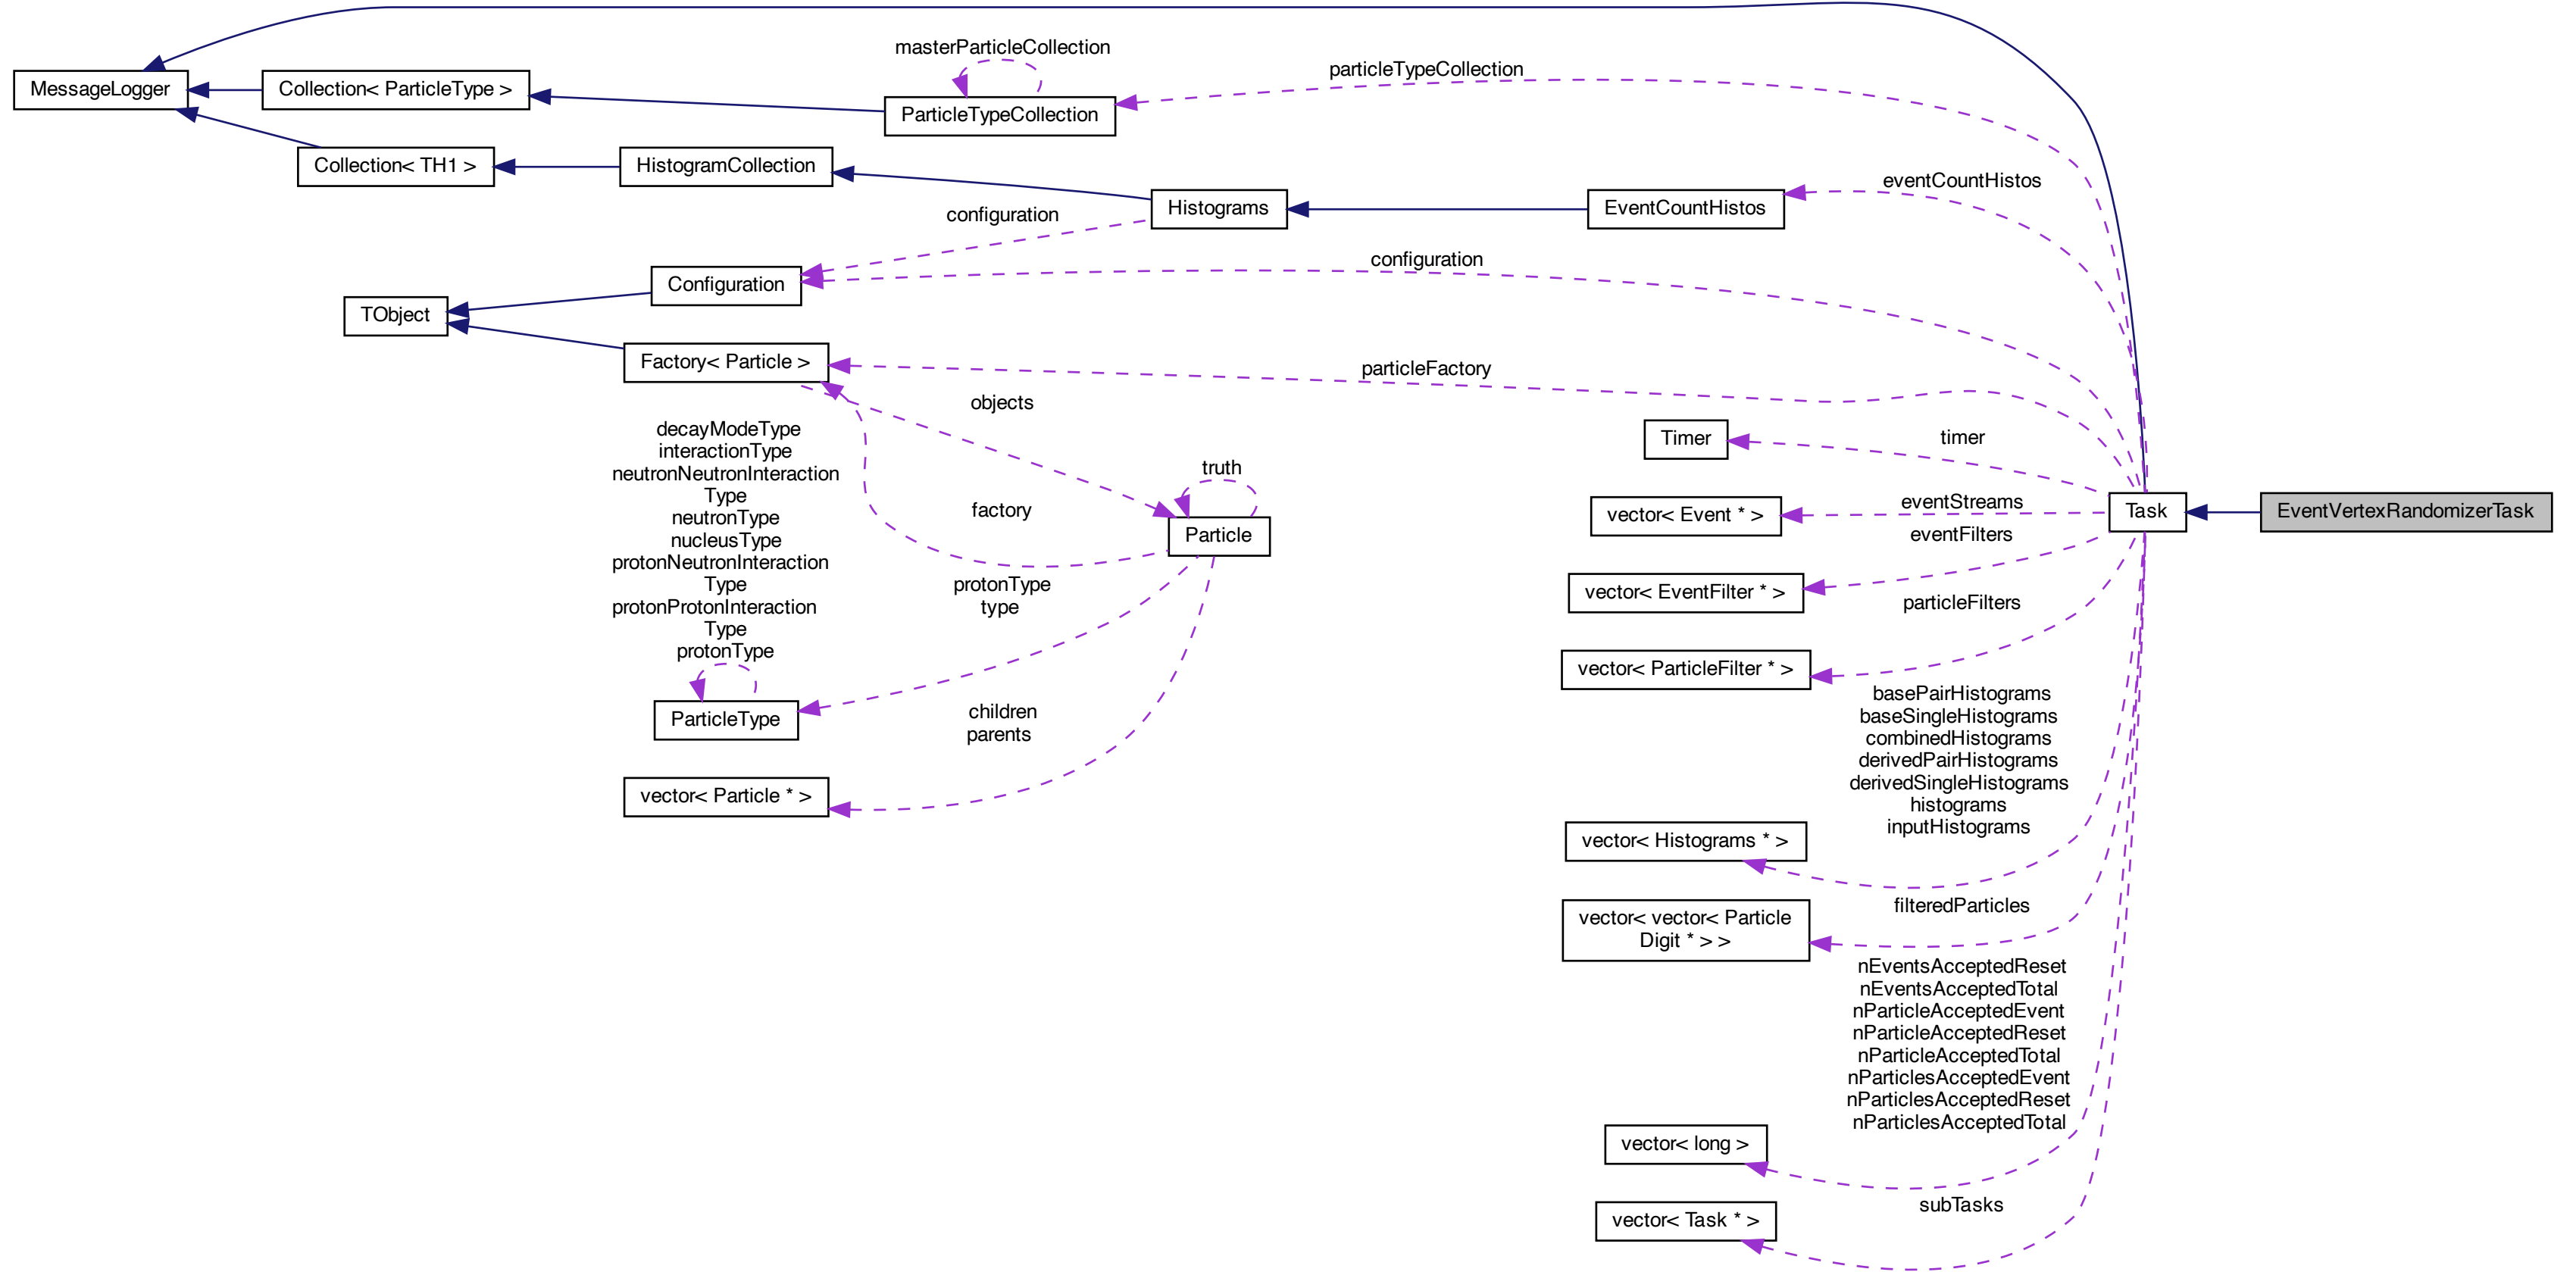 masterParticleCollection
particleTypeCollection
MessageLogger
Collection< ParticleType >
ParticleTypeCollection
Collection< TH1 >
HistogramCollection
eventCountHistos
Histograms
EventCountHistos
configuration
configuration
Configuration
TObject
Factory< Particle >
particleFactory
objects
decayModeType
interactionType
neutronNeutronInteraction
Type
neutronType
nucleusType
protonNeutronInteraction
Type
protonProtonInteraction
Type
protonType
ParticleType
factory
truth
Particle
protonType
type
children
parents
vector< Particle * >
Timer
timer
vector< Event * >
eventStreams
Task
EventVertexRandomizerTask
eventFilters
vector< EventFilter * >
particleFilters
vector< ParticleFilter * >
basePairHistograms
baseSingleHistograms
combinedHistograms
derivedPairHistograms
derivedSingleHistograms
histograms
inputHistograms
vector< Histograms * >
filteredParticles
vector< vector< Particle
Digit * > >
nEventsAcceptedReset
nEventsAcceptedTotal
nParticleAcceptedEvent
nParticleAcceptedReset
nParticleAcceptedTotal
nParticlesAcceptedEvent
nParticlesAcceptedReset
nParticlesAcceptedTotal
vector< long >
subTasks
vector< Task * >